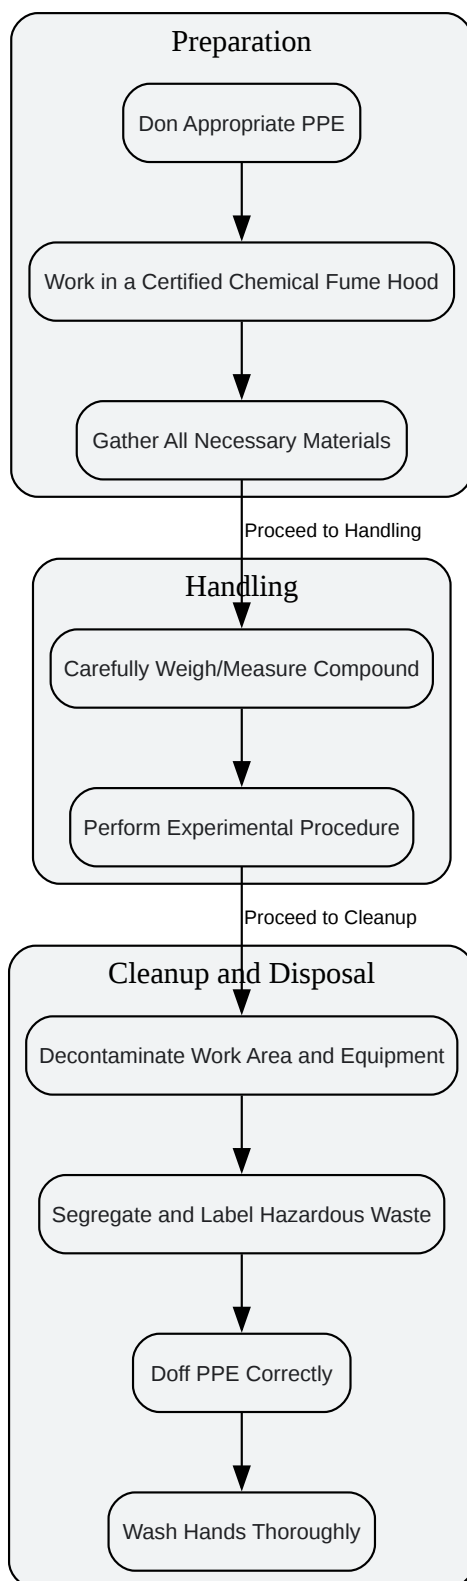 Preparation
Don Appropriate PPE
Work in a Certified Chemical Fume Hood
Gather All Necessary Materials
Proceed to Handling
Handling
Carefully Weigh/Measure Compound
Perform Experimental Procedure
Proceed to Cleanup
Cleanup and Disposal
Decontaminate Work Area and Equipment
Segregate and Label Hazardous Waste
Doff PPE Correctly
Wash Hands Thoroughly